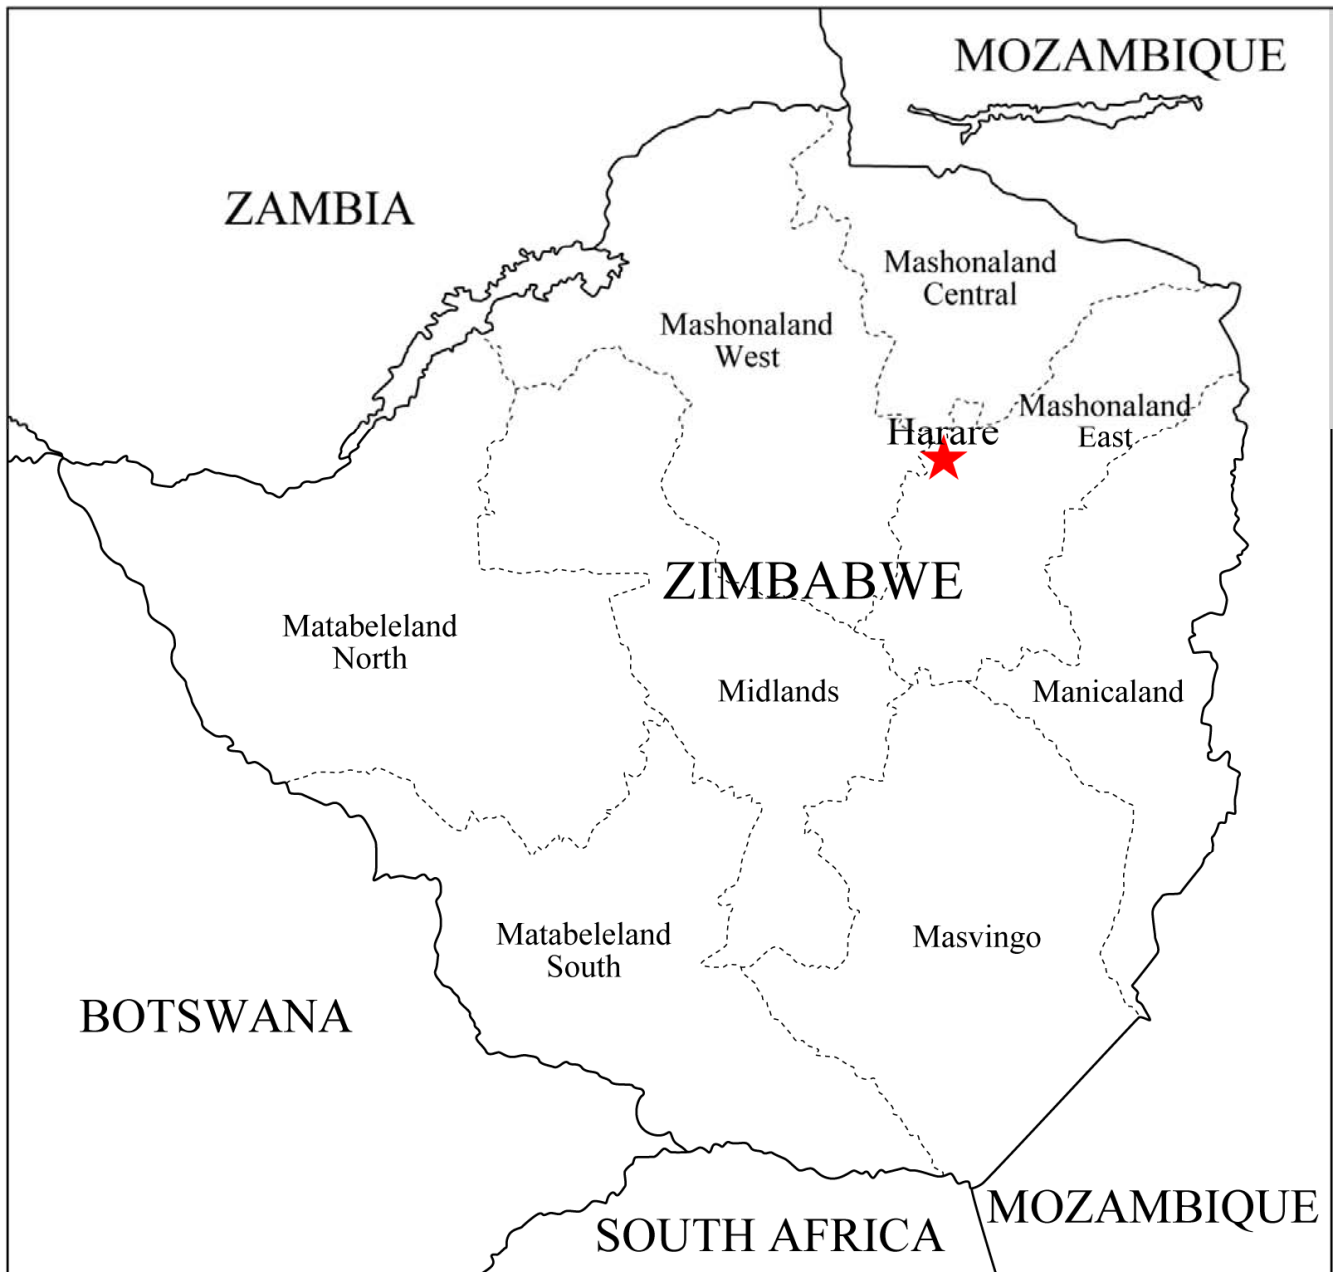 MOZAMBIQUE
ZAMBIA
Mashonaland
Central
Mashonaland
West
Mashonaland
East
Harare
ZIMBABWE
Matabeleland
North
Midlands
Manicaland
Matabeleland
South
Masvingo
BOTSWANA
MOZAMBIQUE
SOUTH AFRICA